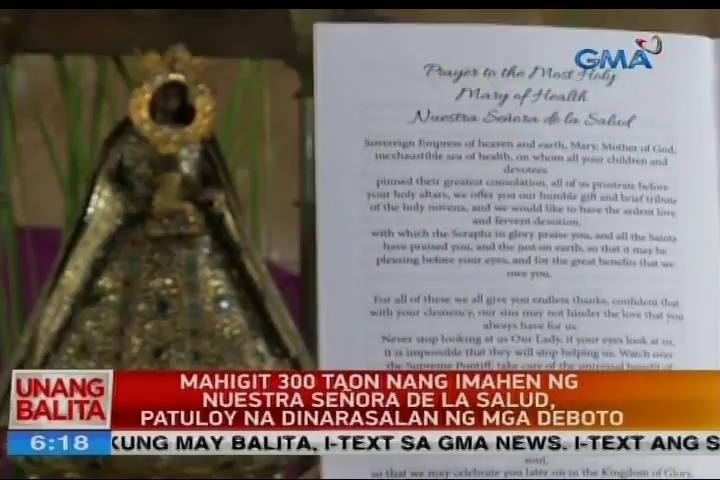 GMA
Prayer to the Most Holy
Mary of Health
Nuestra Señora de la Salud
Sovereign Empress of heaven and earth, Mary, Mother of God,
inexhaustible sea of health, on whom all your children and
devotees
pinned their greatest consolation, all of us prostrate before
your holy altars, we offer you our humble gift and brief tribute
of the holy novena, and we would like to have the ardent love
and fervent devotion,
with which the Seraphs in glory praise you, and all the Saints
have praised you, and the just on earth, so that it may be
pleasing before your eyes, and for the great benefits that we
owe you.
For all of these we all give you endless thanks, confident that
with your clemency, our sins may not hinder the love that you
always have for us.
Never stop looking at us Our Lady, if your eyes look at us,
it is impossible that they will stop helping us. Watch over
the Supreme Pontiff, take care of the universal benefit of
UNANG
BALITA
MAHIGIT 300 TAON NANG IMAHEN NG
NUESTRA SEÑORA DE LA SALUD,
PATULOY NA DINARASALAN NG MGA DEBOTO
6:18
KUNG MAY BALITA, I-TEXT SA GMA NEWS. I-TEXT ANG S
soul,
so that we may celebrate you later on in the Kingdom of Glory.